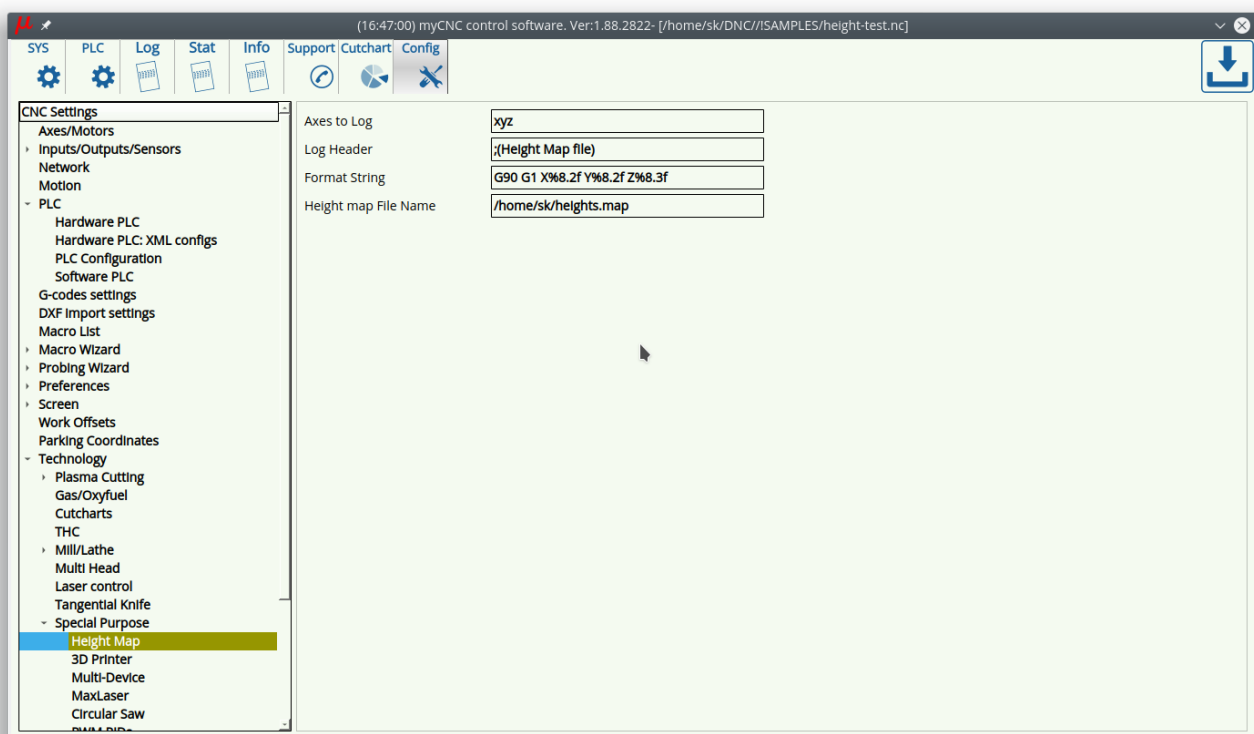 μ
(16:47:00) myCNC control software. Ver:1.88.2822- [/home/sk/DNC//!SAMPLES/height-test.nc]
SYS PLC Log Stat Info Support Cutchart Config
CNC Settings
Axes/Motors
Inputs/Outputs/Sensors
Network
Motion
PLC
Hardware PLC
Hardware PLC: XML configs
PLC Configuration
Software PLC
G-codes settings
DXF Import settings
Macro List
Macro Wizard
Probing Wizard
Preferences
Screen
Work Offsets
Parking Coordinates
Technology
Plasma Cutting
Gas/Oxyfuel
Cutcharts
THC
Mill/Lathe
Multi Head
Laser control
Tangential Knife
Special Purpose
Height Map
3D Printer
Multi-Device
MaxLaser
Circular Saw
PWM PIDs
Axes to Log xyz
Log Header ;(Height Map file)
Format String G90 G1 X%8.2f Y%8.2f Z%8.3f
Height map File Name /home/sk/heights.map